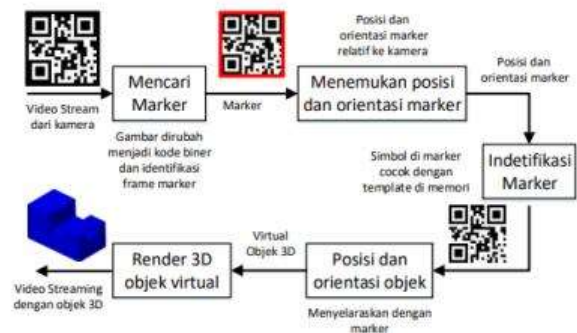 Posisi dan
orientasi marker
relatif ke kamera
Mencari
Marker
Menemukan posisi
dan orientasi marker
Posisi dan
orientasi marker
Video Stream
dari kamera
Marker
Gambar dirubah
menjadi kode biner
dan identifikasi
frame marker
Simbol di marker
cocok dengan
template di memori
Indetifikasi
Marker
Virtual
Objek 3D
Render 3D
objek virtual
Posisi dan
orientasi objek
Video Streaming
dengan objek 3D
Menyelaraskan dengan
marker